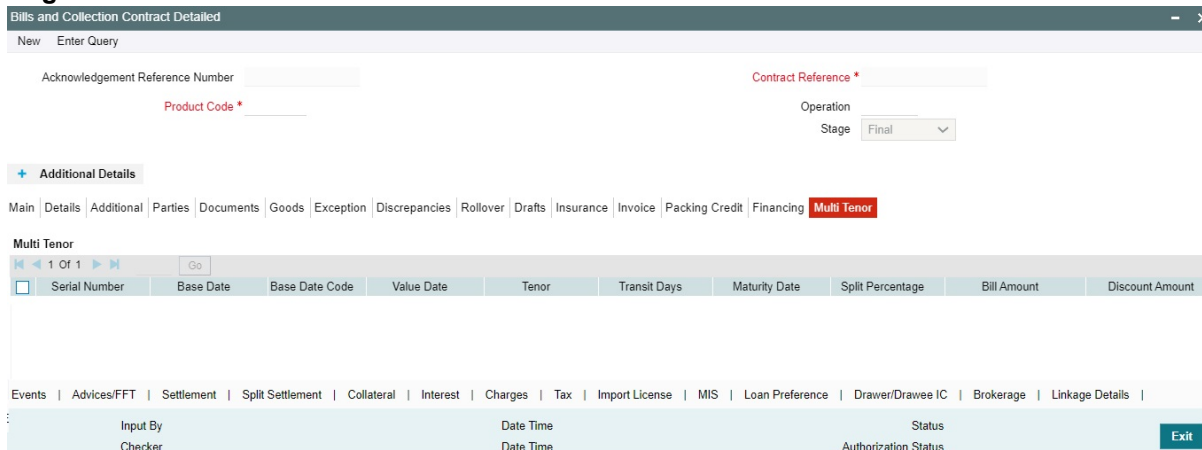 Bills and Collection Contract Detailed
New Enter Query
Acknowledgement Reference Number Contract Reference *
Product Code * Operation
Stage Final
+ Additional Details
Main | Details | Additional | Parties | Documents | Goods | Exception | Discrepancies | Rollover | Drafts | Insurance | Invoice | Packing Credit | Financing | Multi Tenor
Multi Tenor
1 Of 1 Go
Serial Number Base Date Base Date Code Value Date Tenor Transit Days Maturity Date Split Percentage Bill Amount Discount Amount
Events | Advices/FFT | Settlement | Split Settlement | Collateral | Interest | Charges | Tax | Import License | MIS | Loan Preference | Drawer/Drawee IC | Brokerage | Linkage Details |
Input By Date Time Status
Checker Date Time Authorization Status
Exit